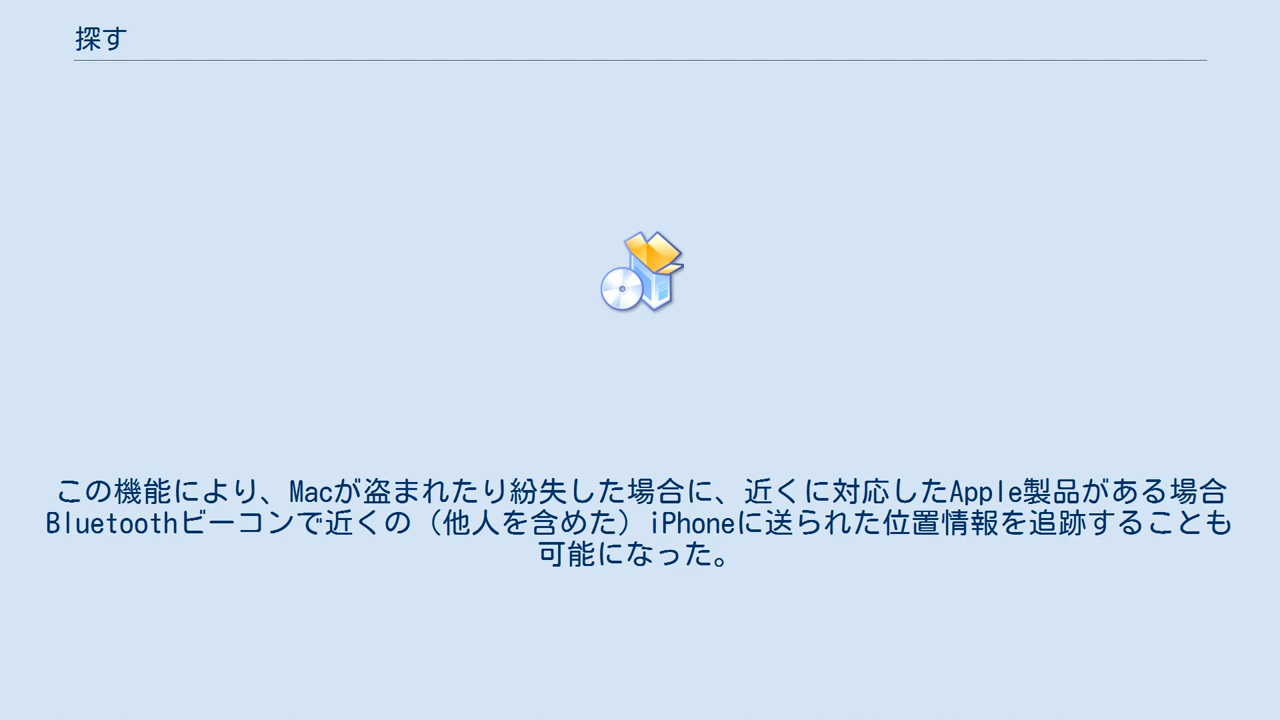 探す
この機能により、Macが盗まれたり紛失した場合に、近くに対応したApple製品がある場合
Bluetoothビーコンで近くの（他人を含めた）iPhoneに送られた位置情報を追跡することも
可能になった。